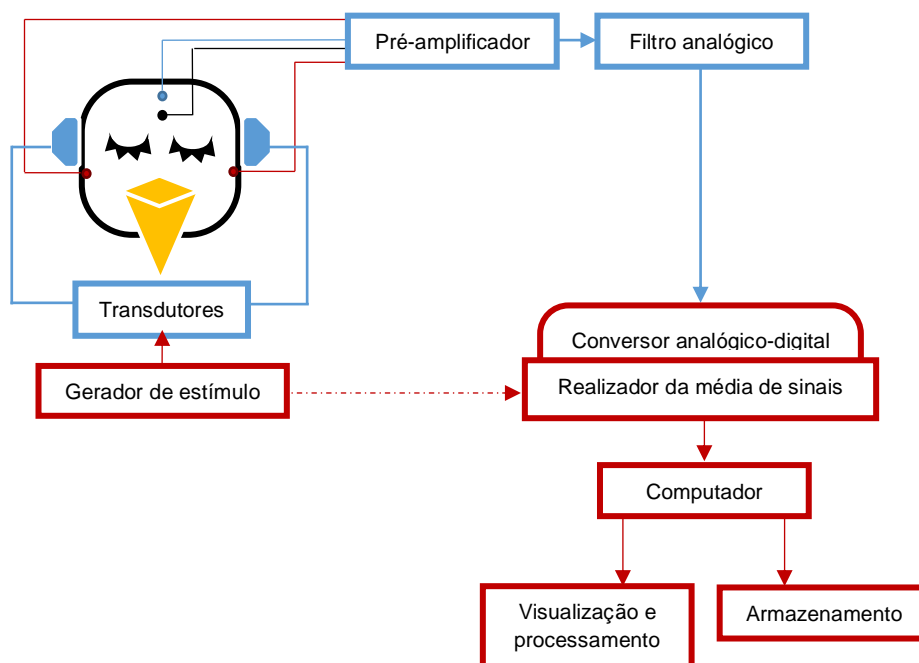 Pré-amplificador
Filtro analógico
Transdutores
Conversor analógico-digital
Gerador de estímulo
Realizador da média de sinais
Computador
Visualização e
processamento
Armazenamento